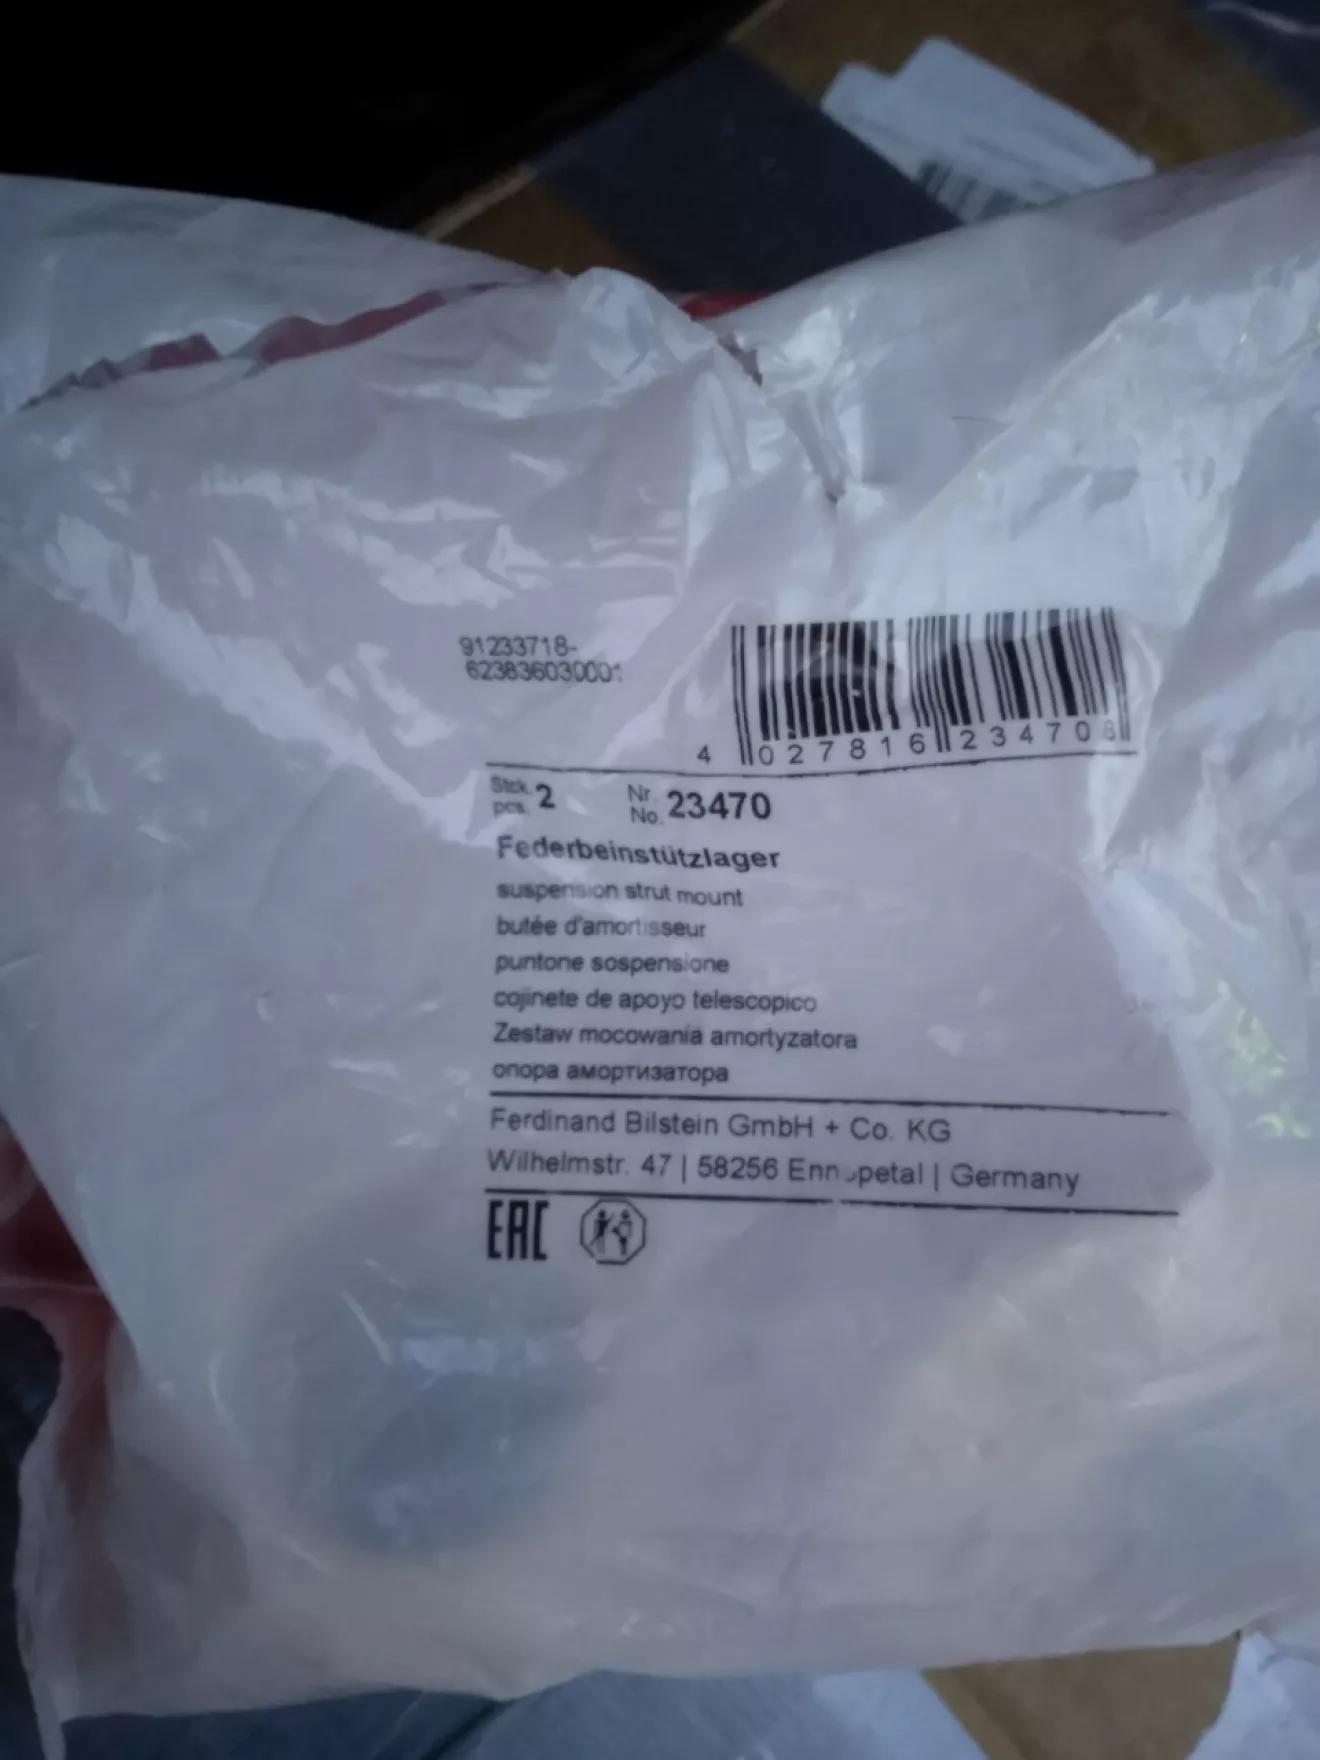 91233718-
623836030001
4 027816 234708
Stck. pcs. 2 Nr. No. 23470
Federbeinstützlager
suspension strut mount
butée d'amortisseur
puntone sospensione
cojinete de apoyo telescopico
Zestaw mocowania amortyzatora
опора амортизатора
Ferdinand Bilstein GmbH + Co. KG
Wilhelmstr. 47 | 58256 Ennepetal | Germany
EAC